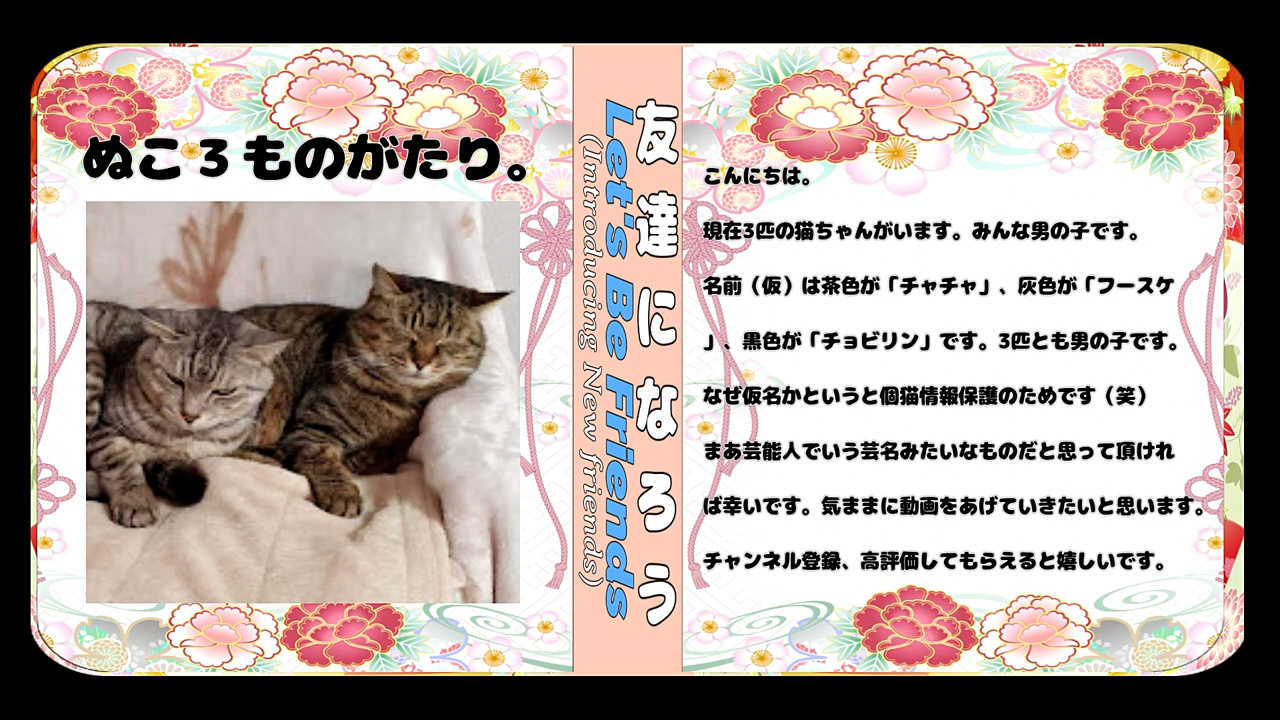 ぬこ３ものがたり。
友達になろう
Let's Be Friends
(Introducing New friends)
こんにちは。
現在3匹の猫ちゃんがいます。みんな男の子です。
名前（仮）は茶色が「チャチャ」、灰色が「フースケ
」、黒色が「チョビリン」です。3匹とも男の子です。
なぜ仮名かというと個猫情報保護のためです（笑）
まあ芸能人でいう芸名みたいなものだと思って頂けれ
ば幸いです。気ままに動画をあげていきたいと思います。
チャンネル登録、高評価してもらえると嬉しいです。